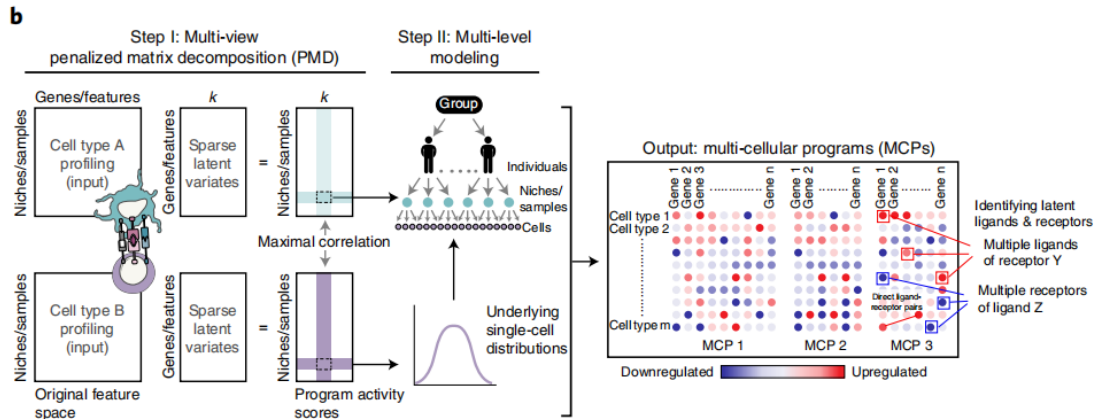 b
Step I: Multi-view
penalized matrix decomposition (PMD)
Step II: Multi-level
modeling
Genes/features
k
k
Niches/samples
Cell type A
profiling
(input)
Genes/features
Sparse
latent
variates
=
Niches/samples
Group
Individuals
Niches/
samples
Cells
Maximal correlation
Niches/samples
Cell type B
profiling
(input)
Genes/features
Sparse
latent
variates
=
Niches/samples
Underlying
single-cell
distributions
Original feature
space
Program activity
scores
Output: multi-cellular programs (MCPs)
Gene 1
Gene 2
Gene 3
Gene n
Gene 1
Gene 2
Gene n
Gene 1
Gene 2
Gene n
Cell type 1
Cell type 2
Cell type m
Direct ligand-
receptor pairs
MCP 1
MCP 2
MCP 3
Downregulated
Upregulated
Identifying latent
ligands & receptors
Multiple ligands
of receptor Y
Multiple receptors
of ligand Z